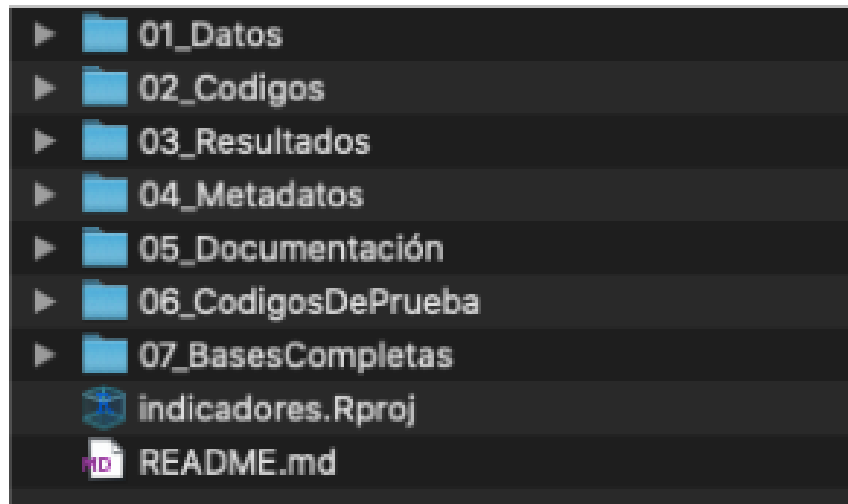 01_Datos
02_Codigos
03_Resultados
04_Metadatos
05_Documentación
06_CodigosDePrueba
07_BasesCompletas
indicadores.Rproj
MD README.md